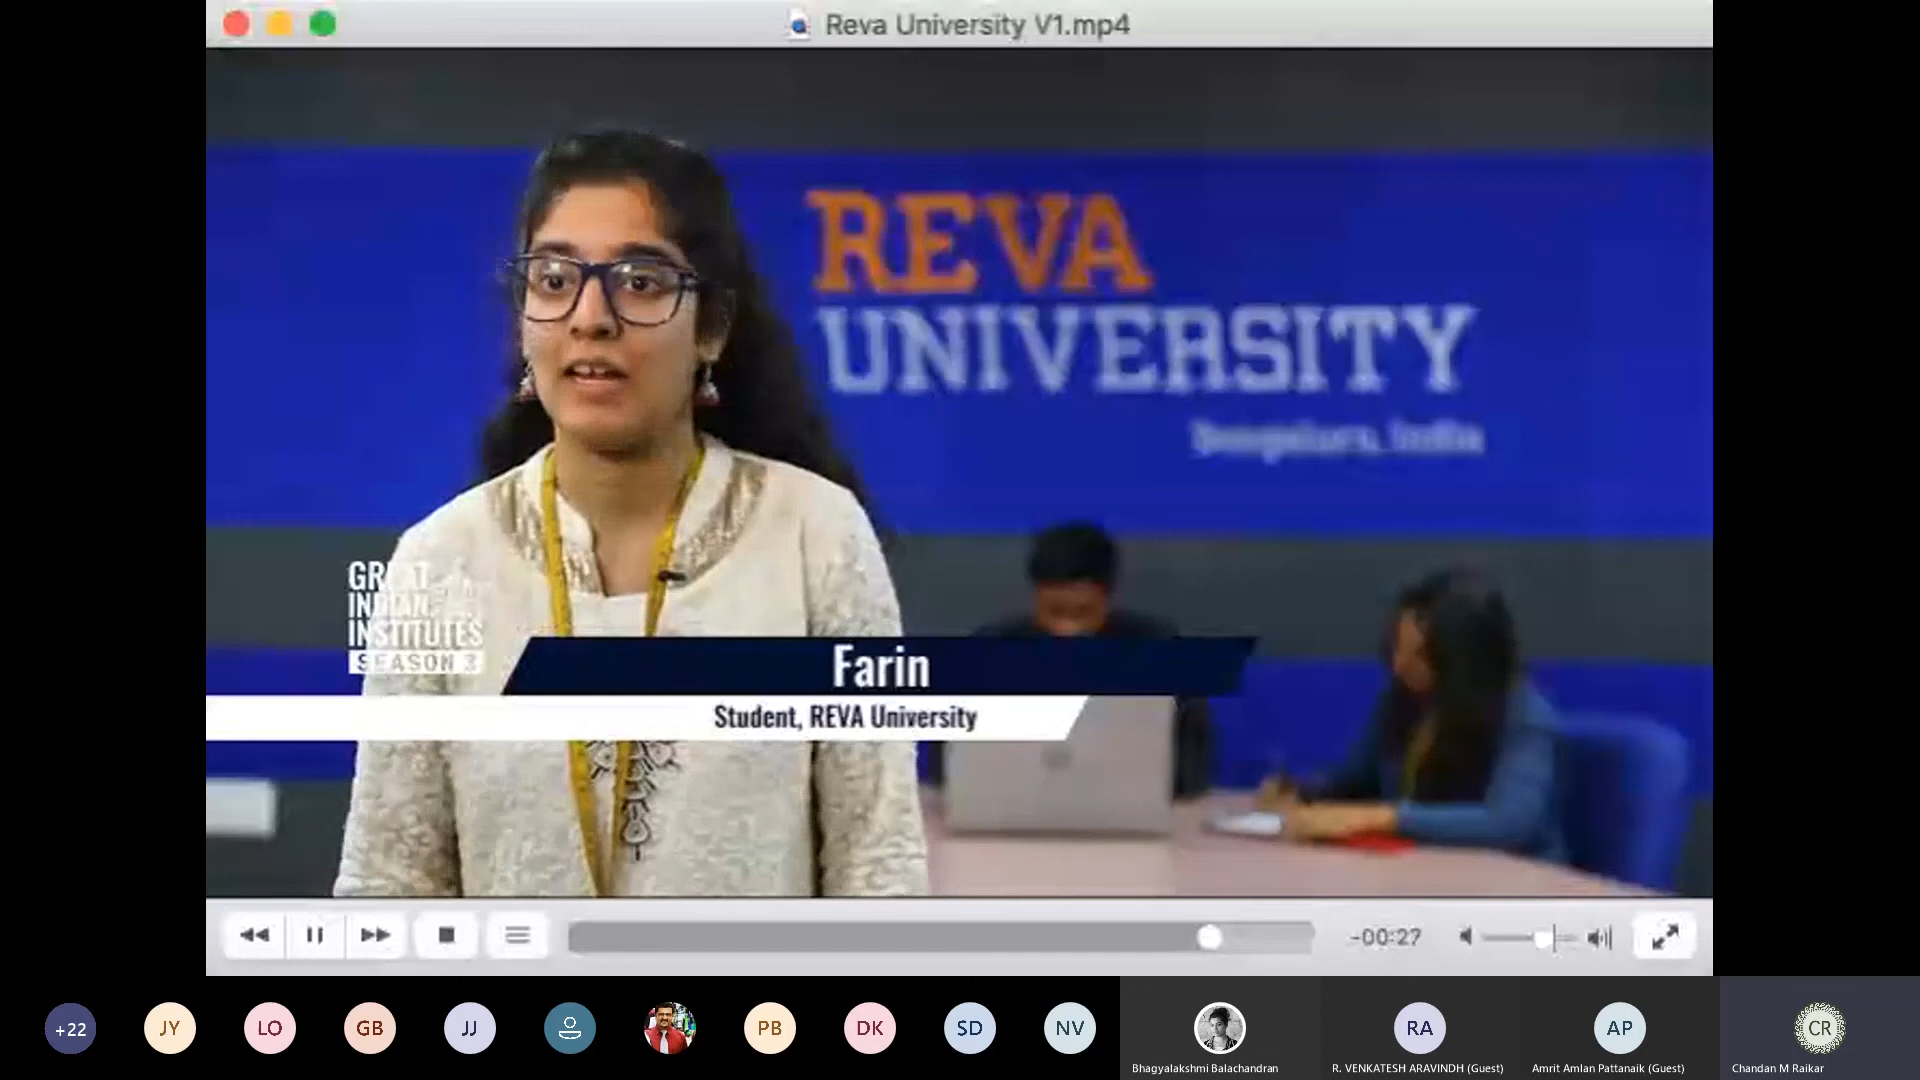 Reva University V1.mp4
REVA
UNIVERSITY
Bengaluru, India
GREAT
INDIAN
INSTITUTES
SEASON 3
Farin
Student, REVA University
-00:27
+22
JY
LO
GB
JJ
PB
DK
SD
NV
RA
AP
CR
Bhagyalakshmi Balachandran
R. VENKATESH ARAVINDH (Guest)
Amrit Amlan Pattanaik (Guest)
Chandan M Raikar